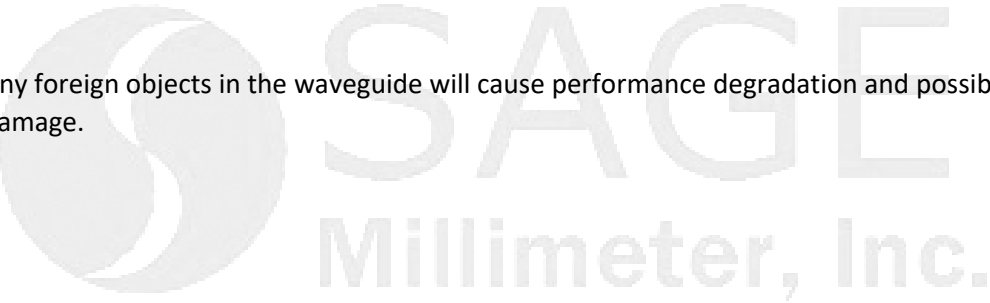 ny foreign objects in the waveguide will cause performance degradation and possib
amage.
SAGE
Millimeter, Inc.